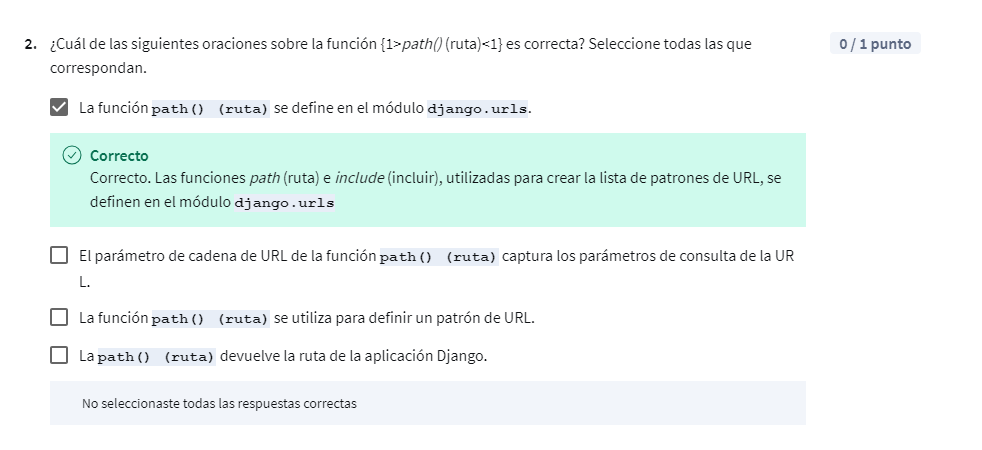 2. ¿Cuál de las siguientes oraciones sobre la función {1>path() (ruta)<1} es correcta? Seleccione todas las que
correspondan.
0 / 1 punto
La función path() (ruta) se define en el módulo django.urls.
Correcto
Correcto. Las funciones path (ruta) e include (incluir), utilizadas para crear la lista de patrones de URL, se
definen en el módulo django.urls
El parámetro de cadena de URL de la función path() (ruta) captura los parámetros de consulta de la UR
L.
La función path() (ruta) se utiliza para definir un patrón de URL.
La path() (ruta) devuelve la ruta de la aplicación Django.
No seleccionaste todas las respuestas correctas